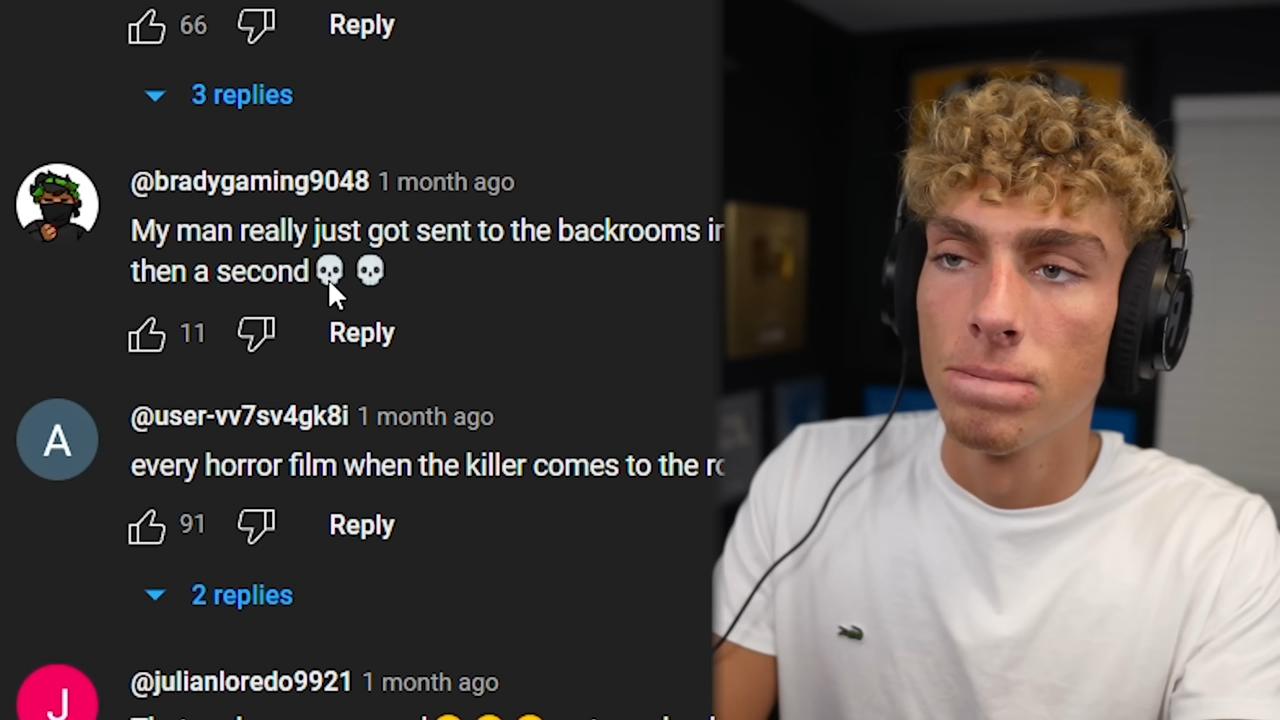 66 Reply
3 replies
@bradygaming9048 1 month ago
My man really just got sent to the backrooms in
then a second💀 💀
11 Reply
A
@user-vv7sv4gk8i 1 month ago
every horror film when the killer comes to the
91 Reply
2 replies
J
@julianloredo9921 1 month ago